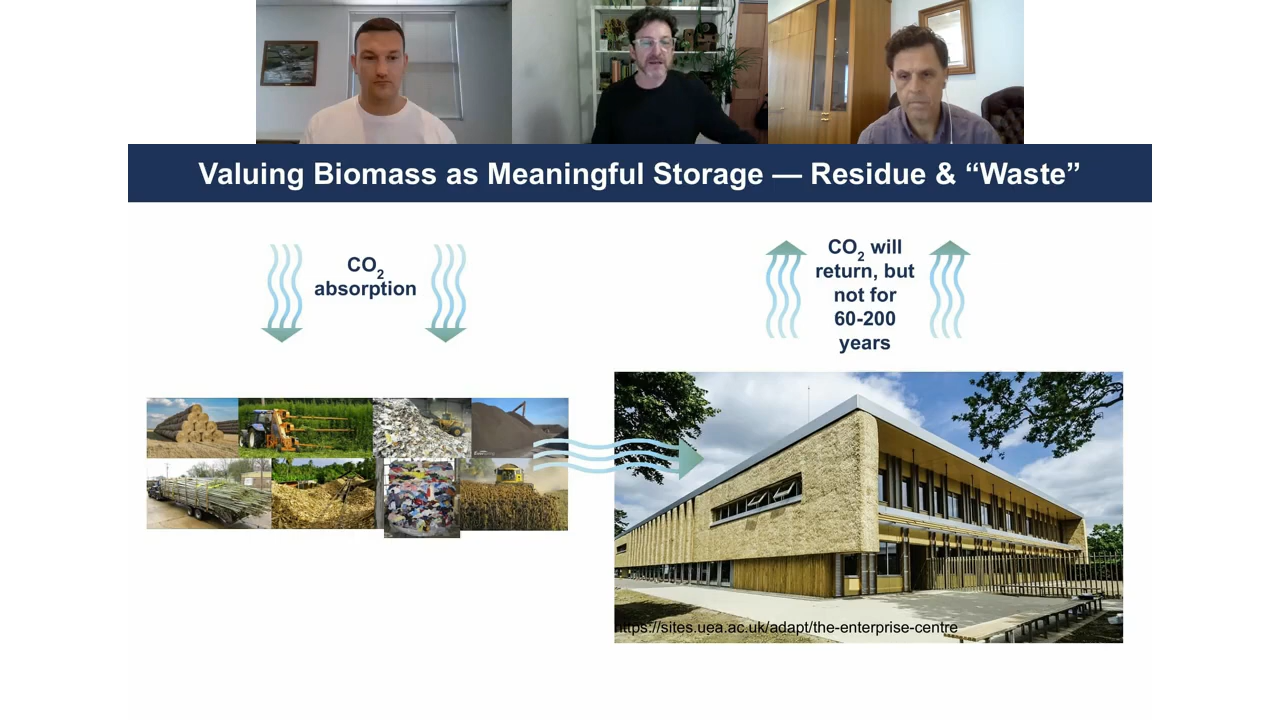 Valuing Biomass as Meaningful Storage — Residue & “Waste”
CO2
absorption
CO2 will
return, but
not for
60-200
years
https://sites.uea.ac.uk/adapt/the-enterprise-centre